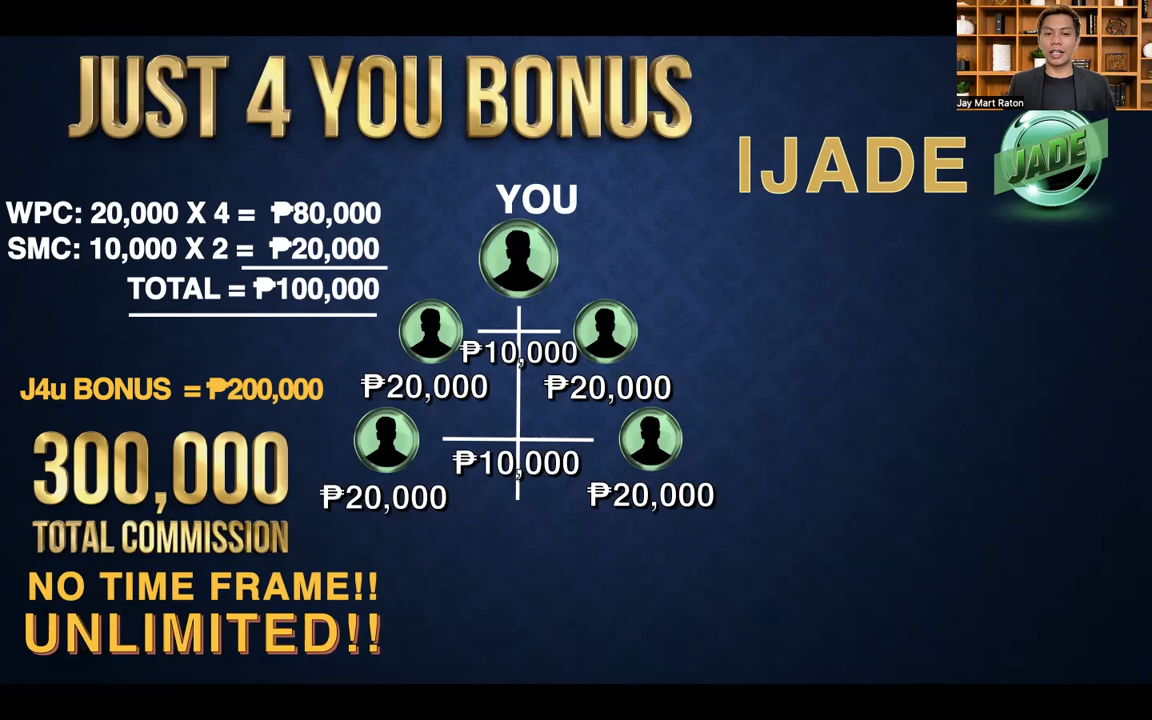 JUST 4 YOU BONUS
Jay Mart Raton
IJADE
JADE
WPC: 20,000 X 4 = ₱80,000
SMC: 10,000 X 2 = ₱20,000
TOTAL = ₱100,000
YOU
₱10,000
₱20,000 ₱20,000
₱10,000
₱20,000 ₱20,000
J4u BONUS = ₱200,000
300,000
TOTAL COMMISSION
NO TIME FRAME!!
UNLIMITED!!